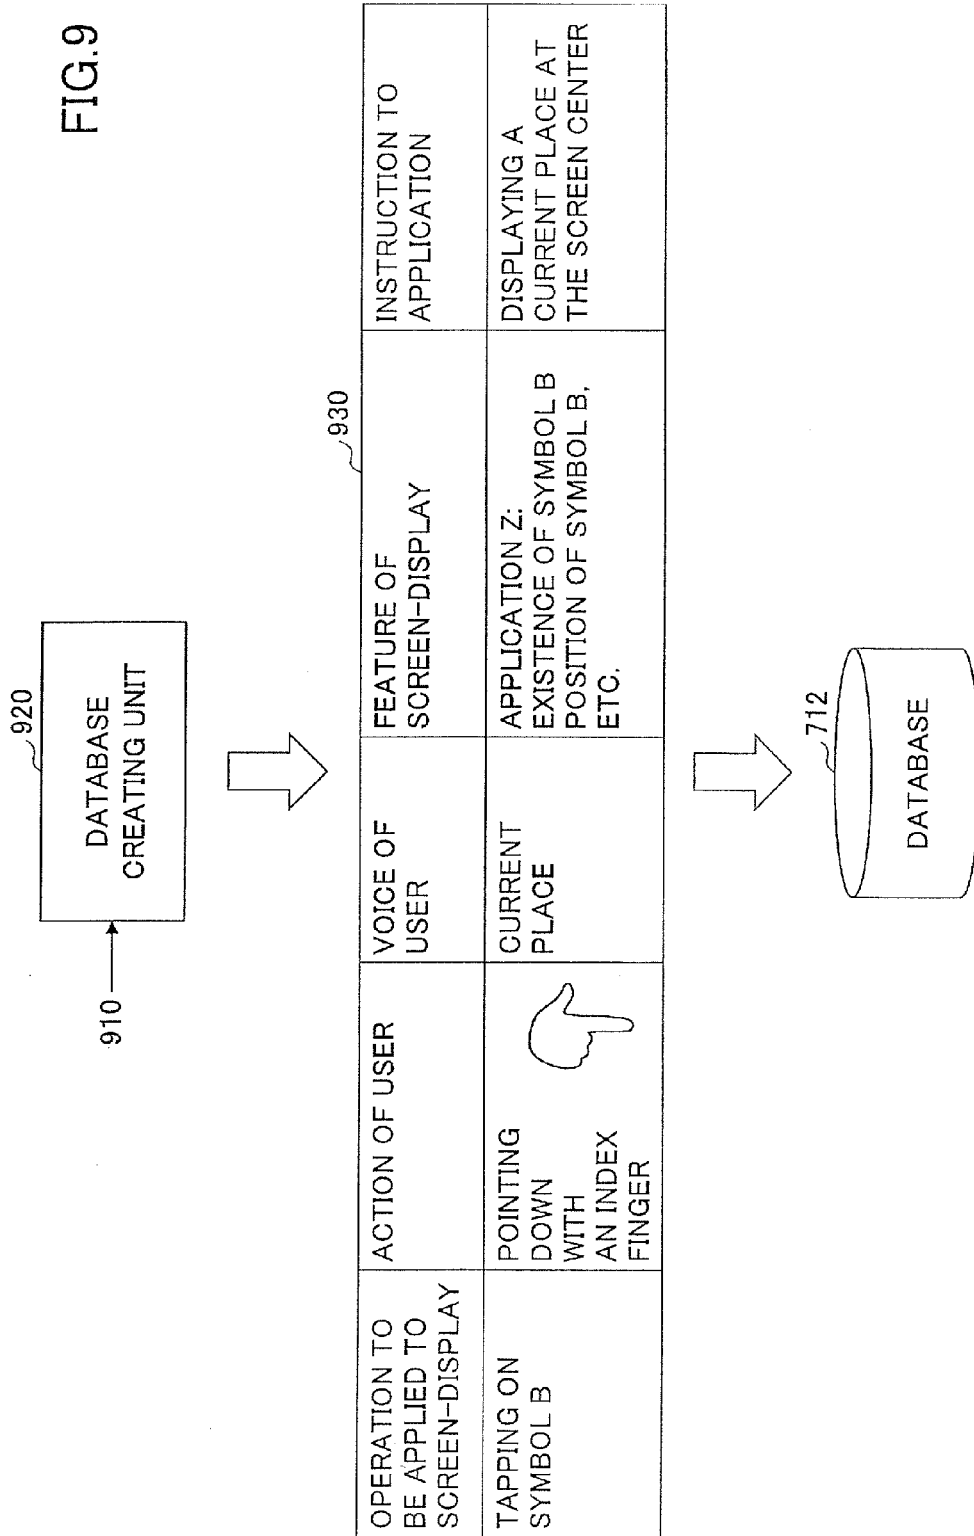 FIG.9
910
920
DATABASE
CREATING UNIT
930
OPERATION TO
BE APPLIED TO
SCREEN-DISPLAY
ACTION OF USER
VOICE OF
USER
FEATURE OF
SCREEN-DISPLAY
INSTRUCTION TO
APPLICATION
TAPPING ON
SYMBOL B
POINTING
DOWN
WITH
AN INDEX
FINGER
CURRENT
PLACE
APPLICATION Z:
EXISTENCE OF SYMBOL B
POSITION OF SYMBOL B,
ETC.
DISPLAYING A
CURRENT PLACE AT
THE SCREEN CENTER
712
DATABASE